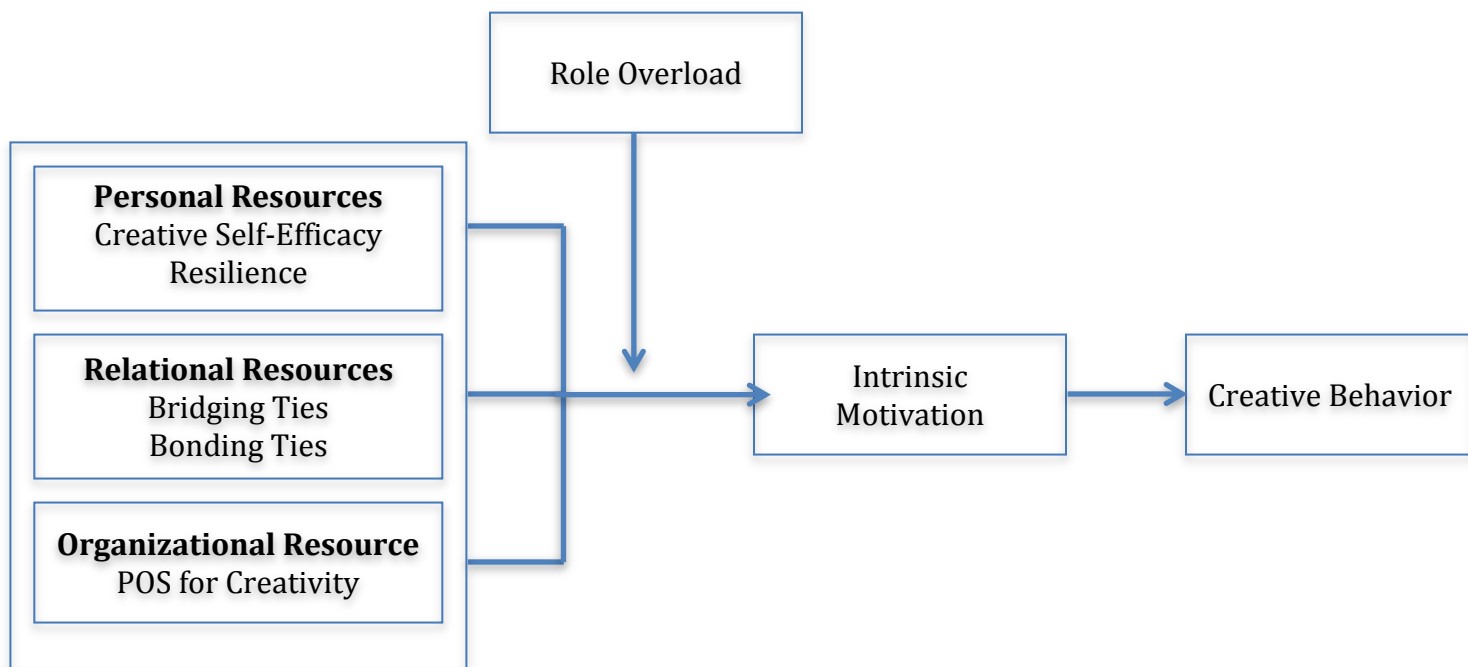 Role Overload
Personal Resources
Creative Self-Efficacy
Resilience
Relational Resources
Bridging Ties
Bonding Ties
Organizational Resource
POS for Creativity
Intrinsic
Motivation
Creative Behavior